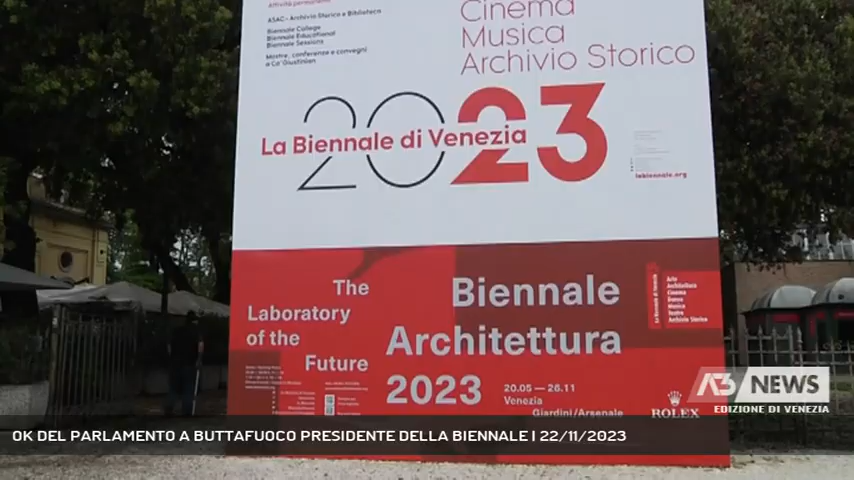 Attività permanenti
ASAC - Archivio Storico e Biblioteca
Biennale College
Biennale Educational
Biennale Sessions
Mostre, conferenze e convegni
a Ca' Giustinian
Cinema
Musica
Archivio Storico
2023
La Biennale di Venezia
labiennale.org
The
Laboratory
of the
Future
Biennale
Architettura
2023
20.05 — 26.11
Venezia
Giardini/Arsenale
La Biennale di Venezia
Arte
Architettura
Cinema
Danza
Musica
Teatro
Archivio Storico
ROLEX
A3 NEWS
EDIZIONE DI VENEZIA
OK DEL PARLAMENTO A BUTTAFUOCO PRESIDENTE DELLA BIENNALE | 22/11/2023